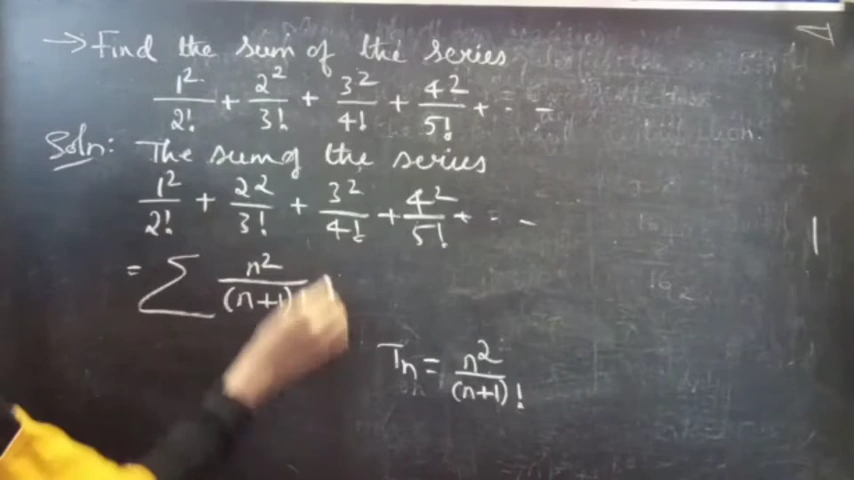 → Find the sum of the series
1²/2! + 2²/3! + 3²/4! + 4²/5! + - -
Soln: The sum of the series
1²/2! + 2²/3! + 3²/4! + 4²/5! + - -
= ∑ n²/(n+1)!
Tn = n²/(n+1)!